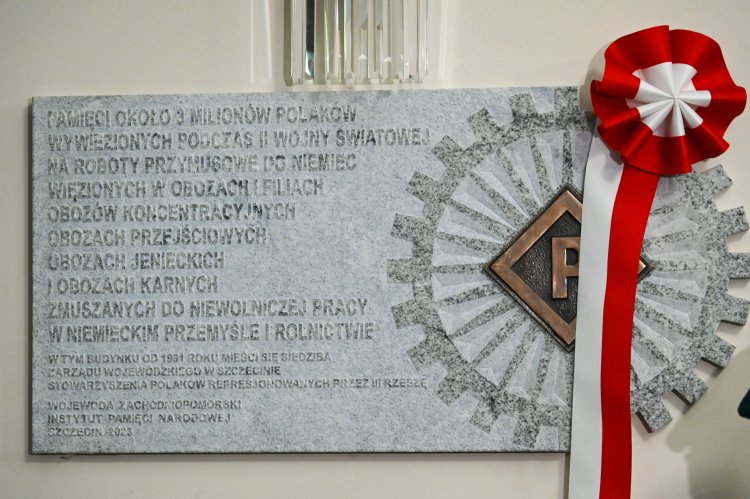 PAMIĘCI OKOŁO 3 MILIONÓW POLAKÓW
WYWIEZIONYCH PODCZAS II WOJNY ŚWIATOWEJ
NA ROBOTY PRZYMUSOWE DO NIEMIEC
WIĘZIONYCH W OBOZACH I FILIACH
OBOZÓW KONCENTRACYJNYCH
OBOZACH PRZEJŚCIOWYCH
OBOZACH JENIECKICH
I OBOZACH KARNYCH
ZMUSZANYCH DO NIEWOLNICZEJ PRACY
W NIEMIECKIM PRZEMYŚLE I ROLNICTWIE
W TYM BUDYNKU OD 1991 ROKU MIEŚCI SIĘ SIEDZIBA
ZARZĄDU WOJEWÓDZKIEGO W SZCZECINIE
STOWARZYSZENIA POLAKÓW REPRESJONOWANYCH PRZEZ III RZESZĘ
WOJEWODA ZACHODNIOPOMORSKI
INSTYTUT PAMIĘCI NARODOWEJ
SZCZECIN 2023
P